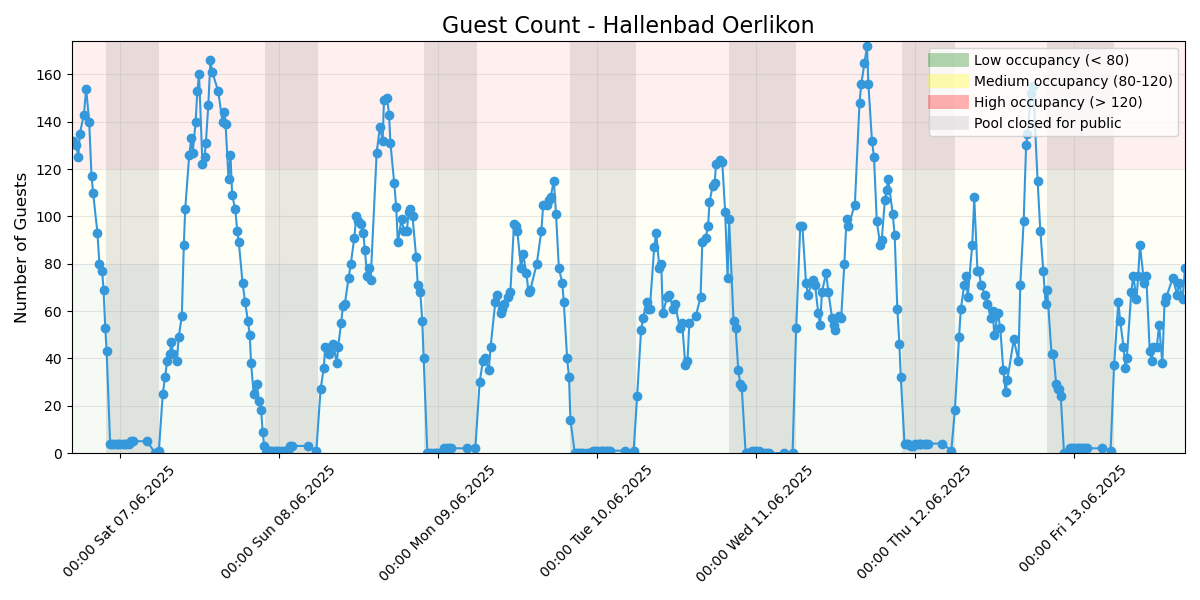 Guest Count - Hallenbad Oerlikon
Number of Guests
160
140
120
100
80
60
40
20
0
Low occupancy (< 80)
Medium occupancy (80-120)
High occupancy (> 120)
Pool closed for public
00:00 Sat 07.06.2025
00:00 Sun 08.06.2025
00:00 Mon 09.06.2025
00:00 Tue 10.06.2025
00:00 Wed 11.06.2025
00:00 Thu 12.06.2025
00:00 Fri 13.06.2025